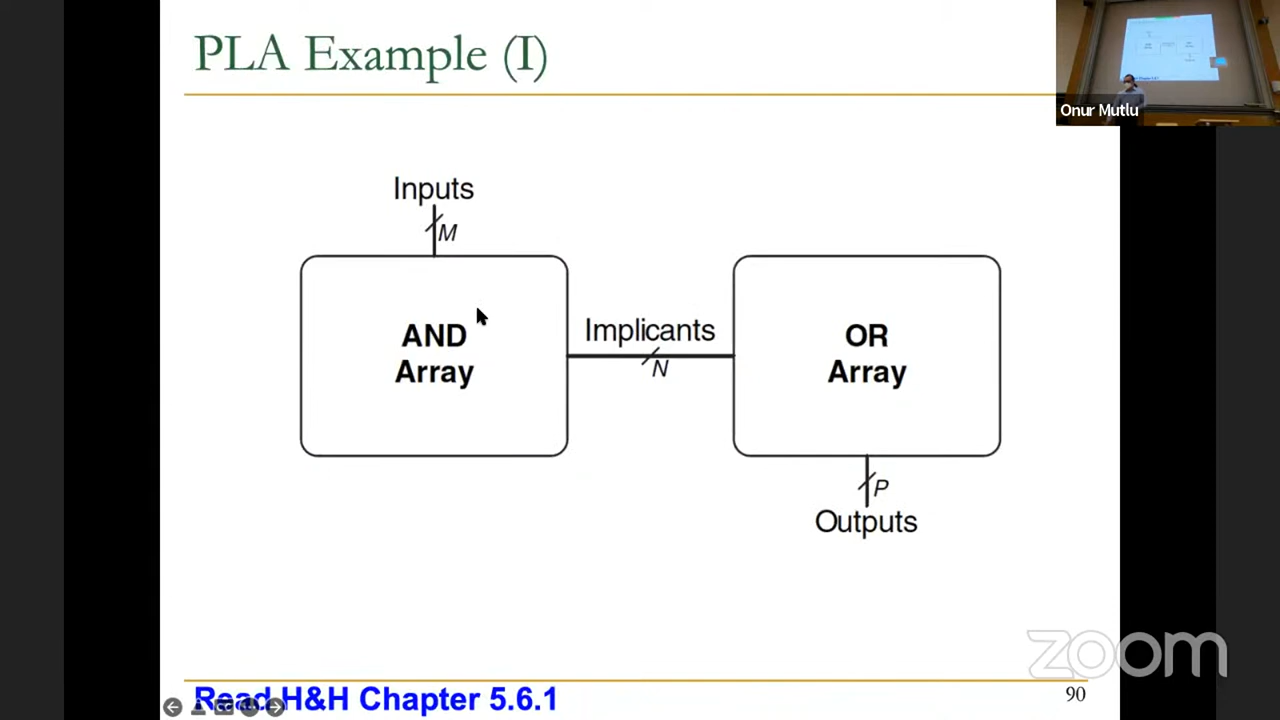 PLA Example (I)
Onur Mutlu
Inputs
M
AND
Array
Implicants
N
OR
Array
P
Outputs
zoom
Read H&H Chapter 5.6.1
90